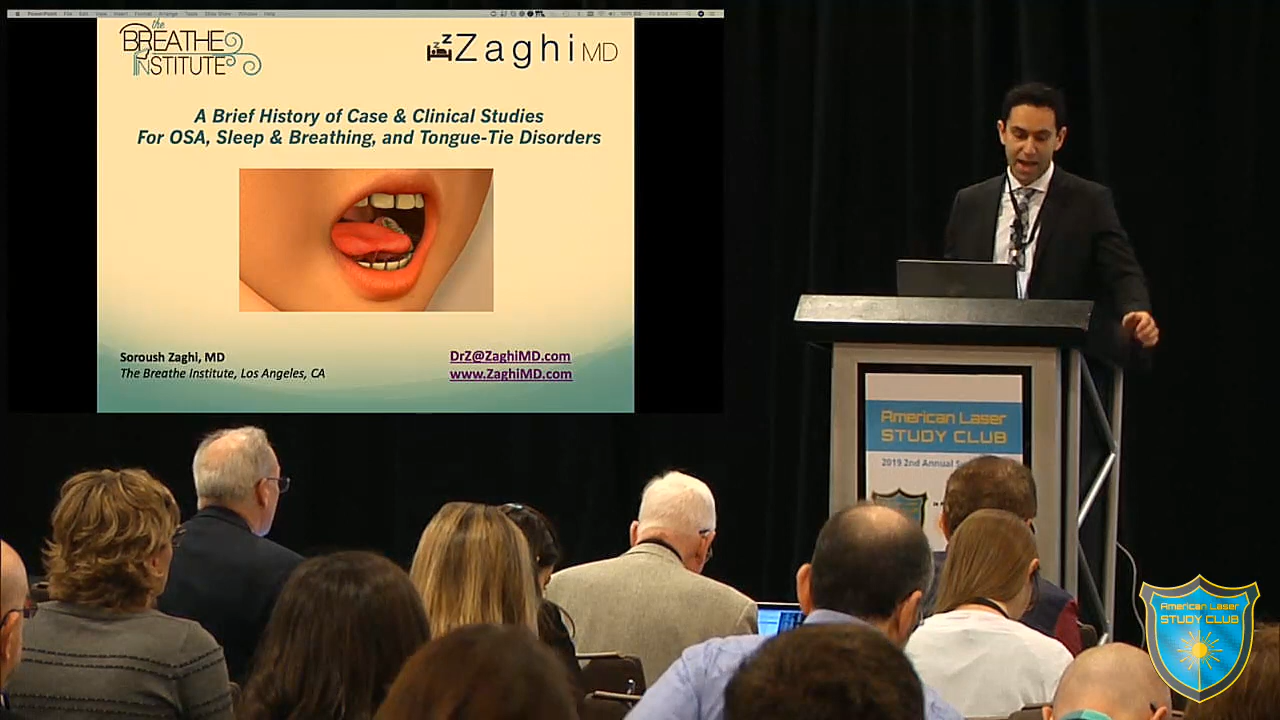 the
BREATHE
INSTITUTE
ZaghiMD
A Brief History of Case & Clinical Studies
For OSA, Sleep & Breathing, and Tongue-Tie Disorders
Soroush Zaghi, MD
The Breathe Institute, Los Angeles, CA
DrZ@ZaghiMD.com
www.ZaghiMD.com
American Laser
STUDY CLUB
2019 2nd Annual
American Laser
STUDY CLUB